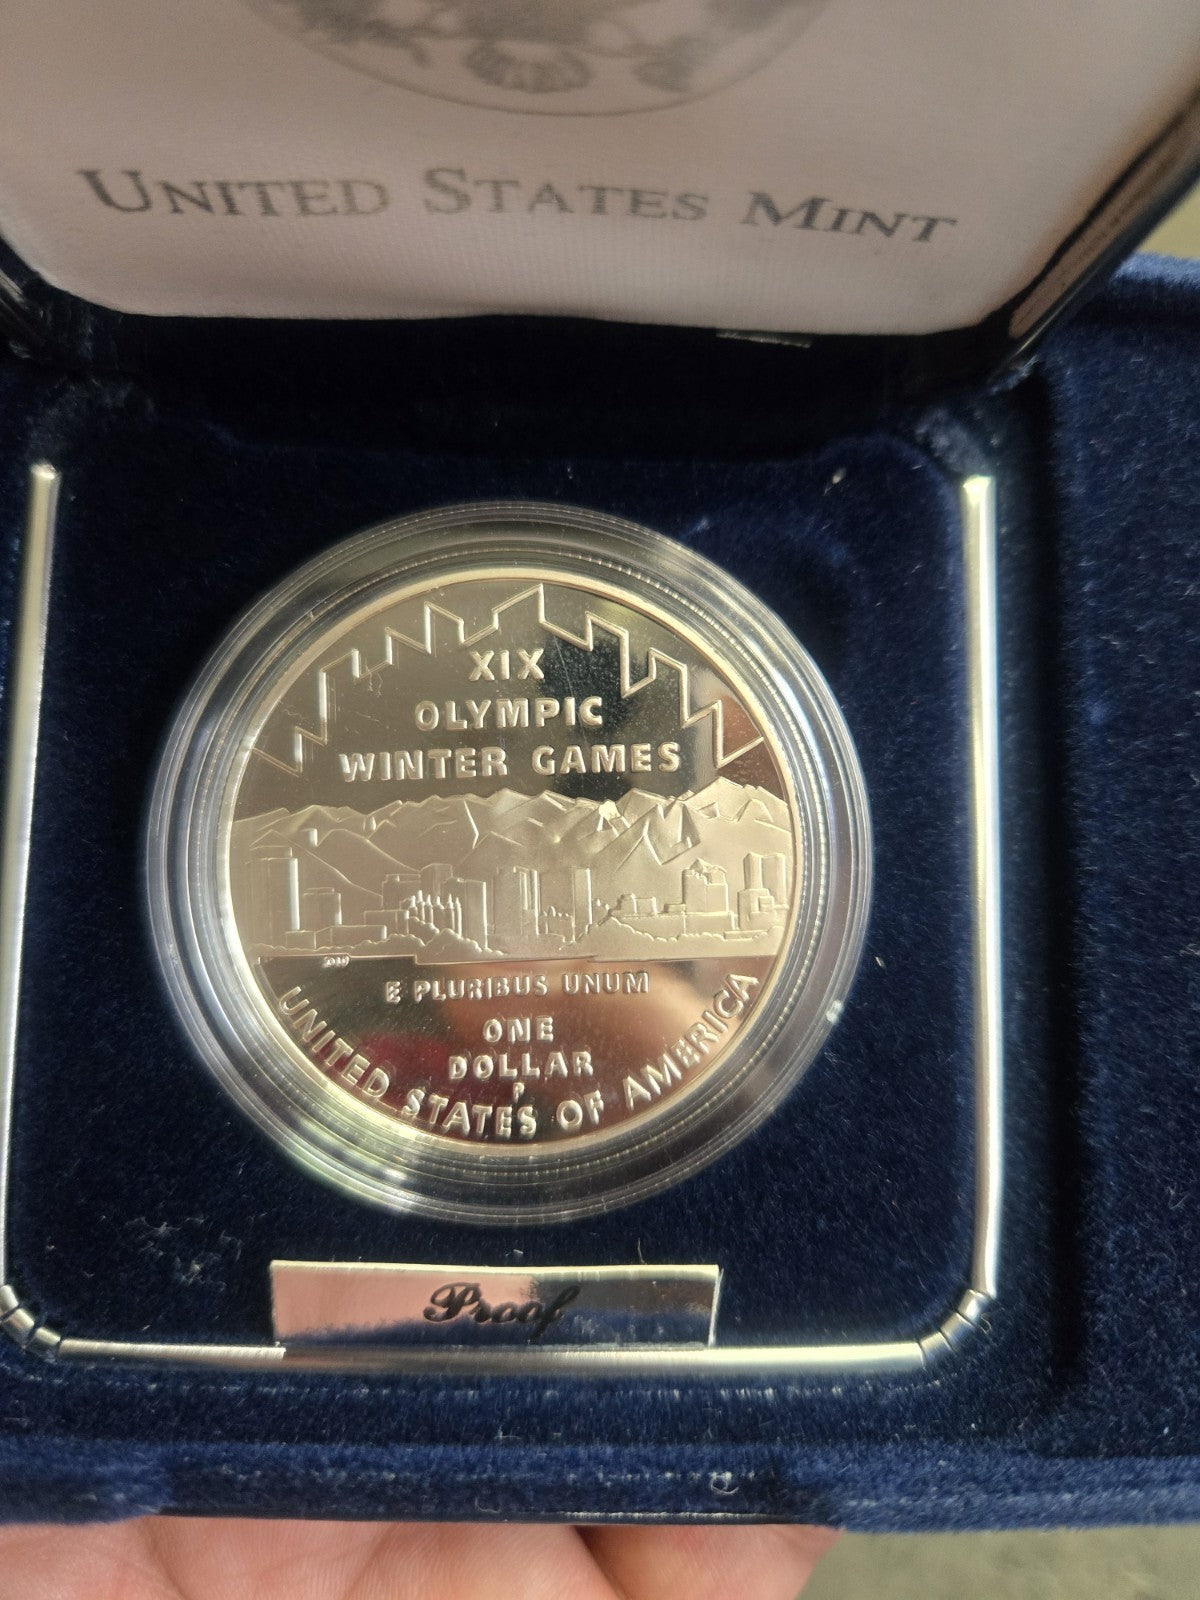 UNITED STATES MINT
XIX
OLYMPIC
WINTER GAMES
E PLURIBUS UNUM
ONE
DOLLAR
P
UNITED STATES OF AMERICA
Proof